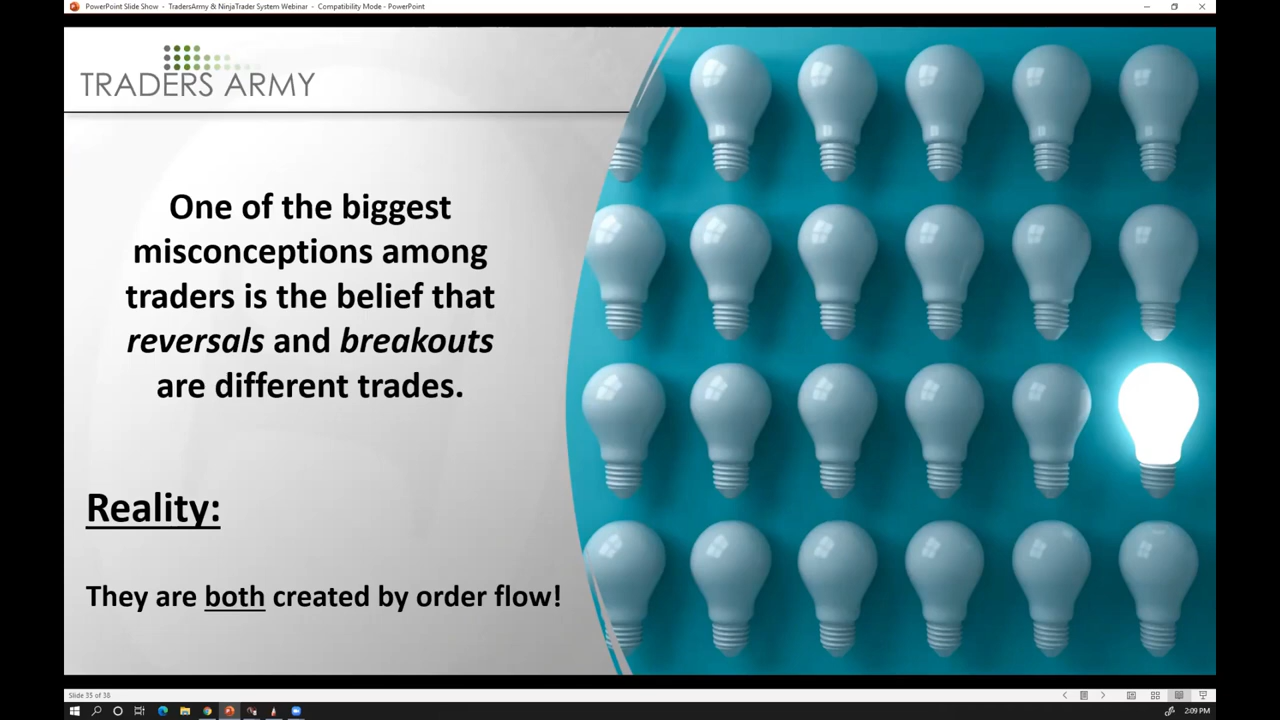 PowerPoint Slide Show - TradersArmy & NinjaTrader System Webinar - Compatibility Mode - PowerPoint
TRADERS ARMY
One of the biggest
misconceptions among
traders is the belief that
reversals and breakouts
are different trades.
Reality:
They are both created by order flow!
Slide 35 of 38
2:09 PM